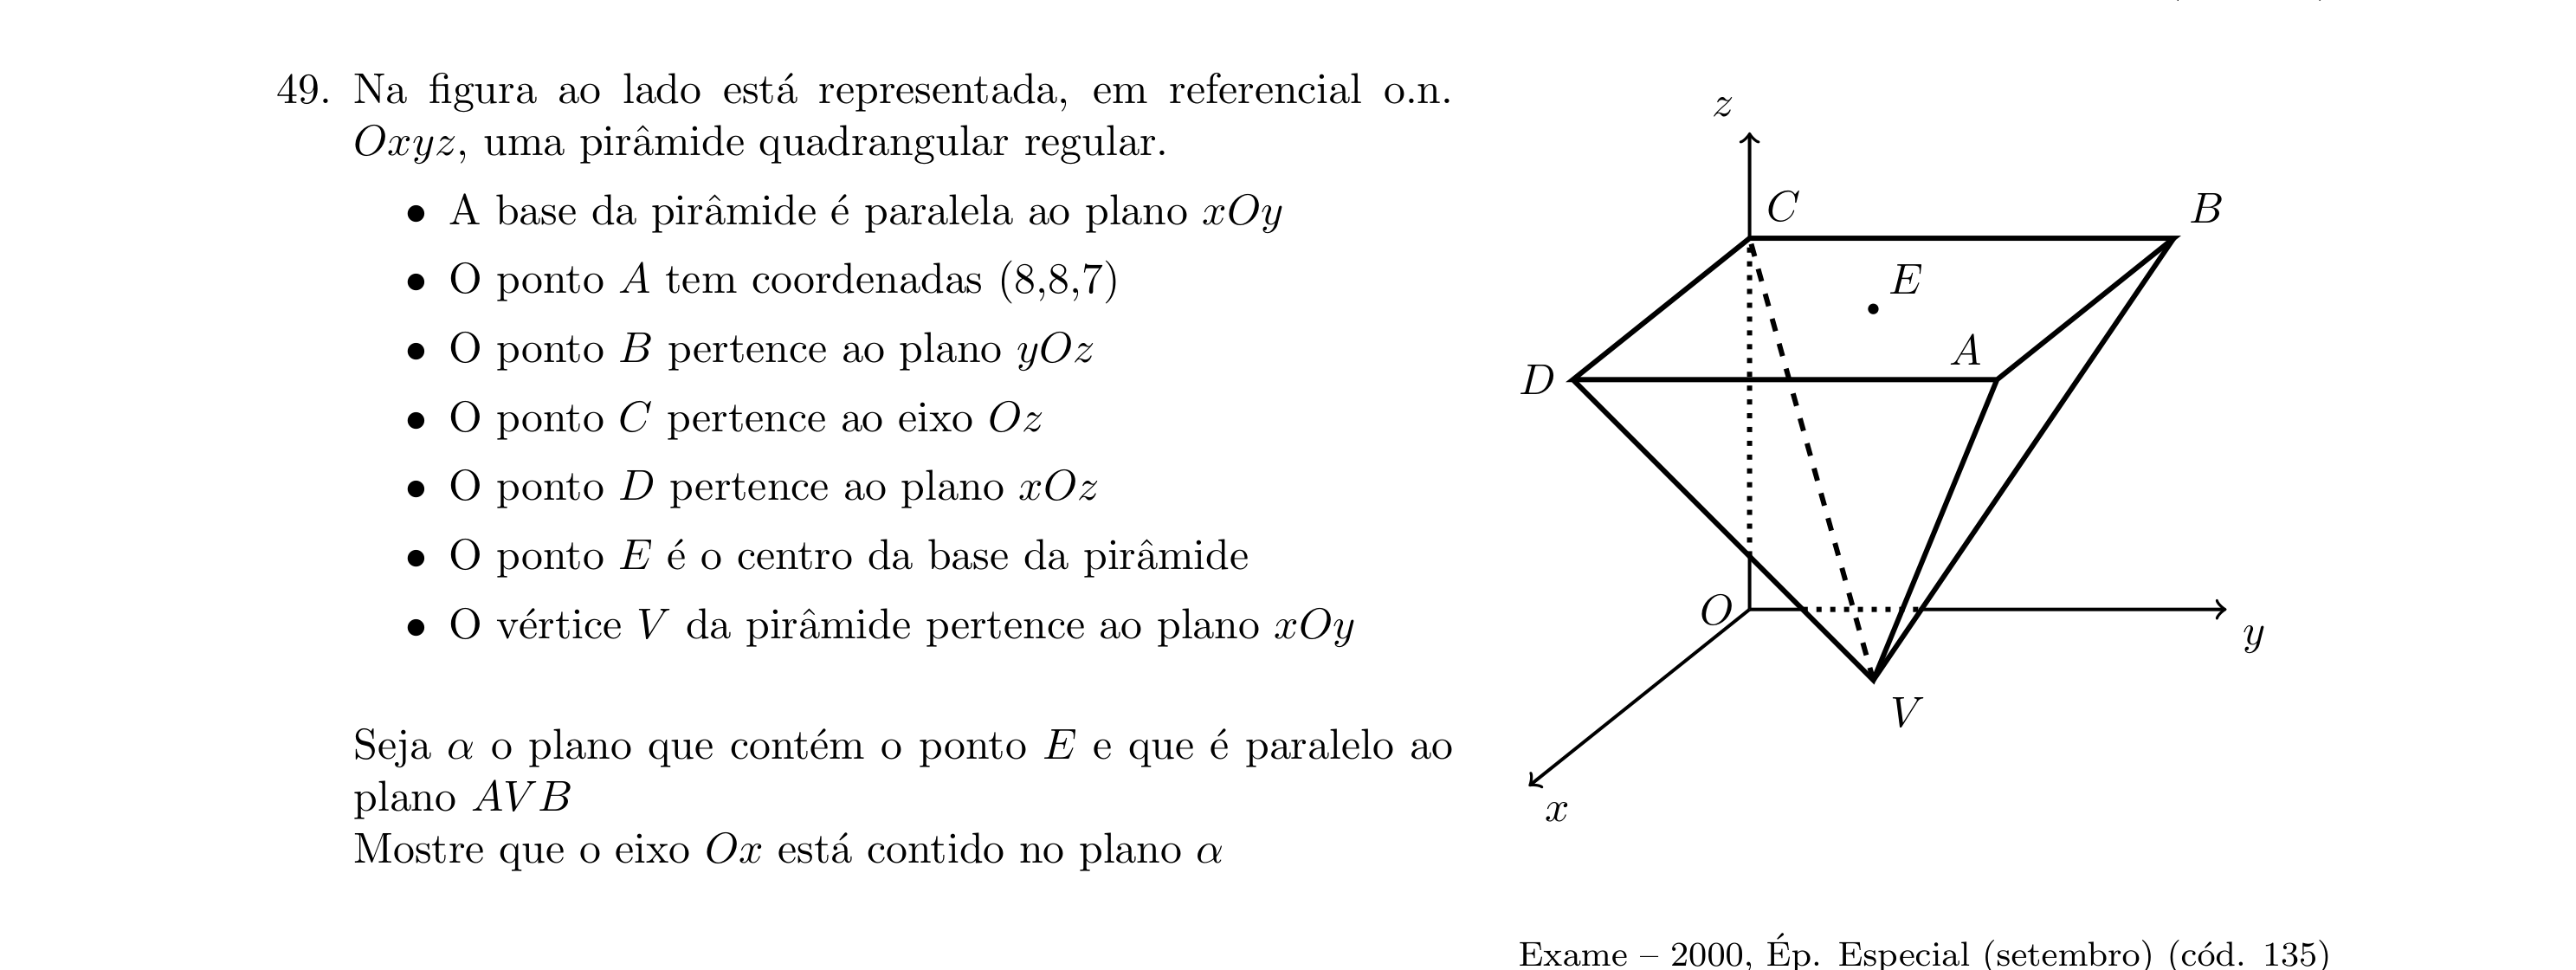 49. Na figura ao lado está representada, em referencial o.n.
Oxyz, uma pirâmide quadrangular regular.
• A base da pirâmide é paralela ao plano xOy
• O ponto A tem coordenadas (8,8,7)
• O ponto B pertence ao plano yOz
• O ponto C pertence ao eixo Oz
• O ponto D pertence ao plano xOz
• O ponto E é o centro da base da pirâmide
• O vértice V da pirâmide pertence ao plano xOy
Seja α o plano que contém o ponto E e que é paralelo ao
plano AVB
Mostre que o eixo Ox está contido no plano α
z
C
B
E
A
D
O
y
V
x
Exame – 2000, Ép. Especial (setembro) (cód. 135)